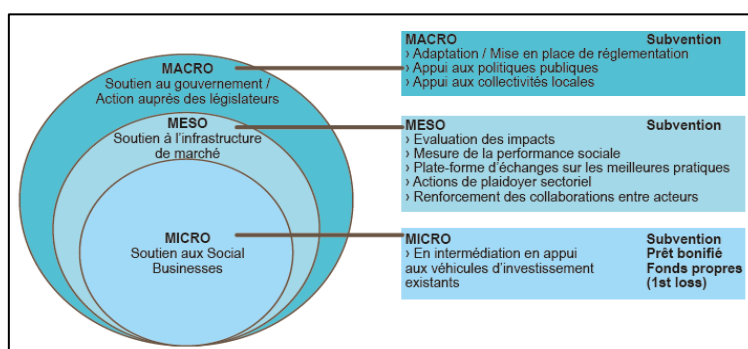 MACRO
Soutien au gouvernement /
Action auprès des législateurs
MESO
Soutien à l'infrastructure
de marché
MICRO
Soutien aux Social
Businesses
MACRO Subvention
› Adaptation / Mise en place de réglementation
› Appui aux politiques publiques
› Appui aux collectivités locales
MESO Subvention
› Evaluation des impacts
› Mesure de la performance sociale
› Plate-forme d'échanges sur les meilleures pratiques
› Actions de plaidoyer sectoriel
› Renforcement des collaborations entre acteurs
MICRO Subvention
› En intermédiation en appui Prêt bonifié
aux véhicules d'investissement Fonds propres
existants (1st loss)